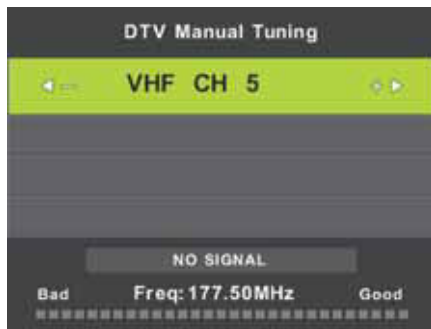 DTV Manual Tuning
VHF CH 5
NO SIGNAL
Bad Freq:177.50MHz Good